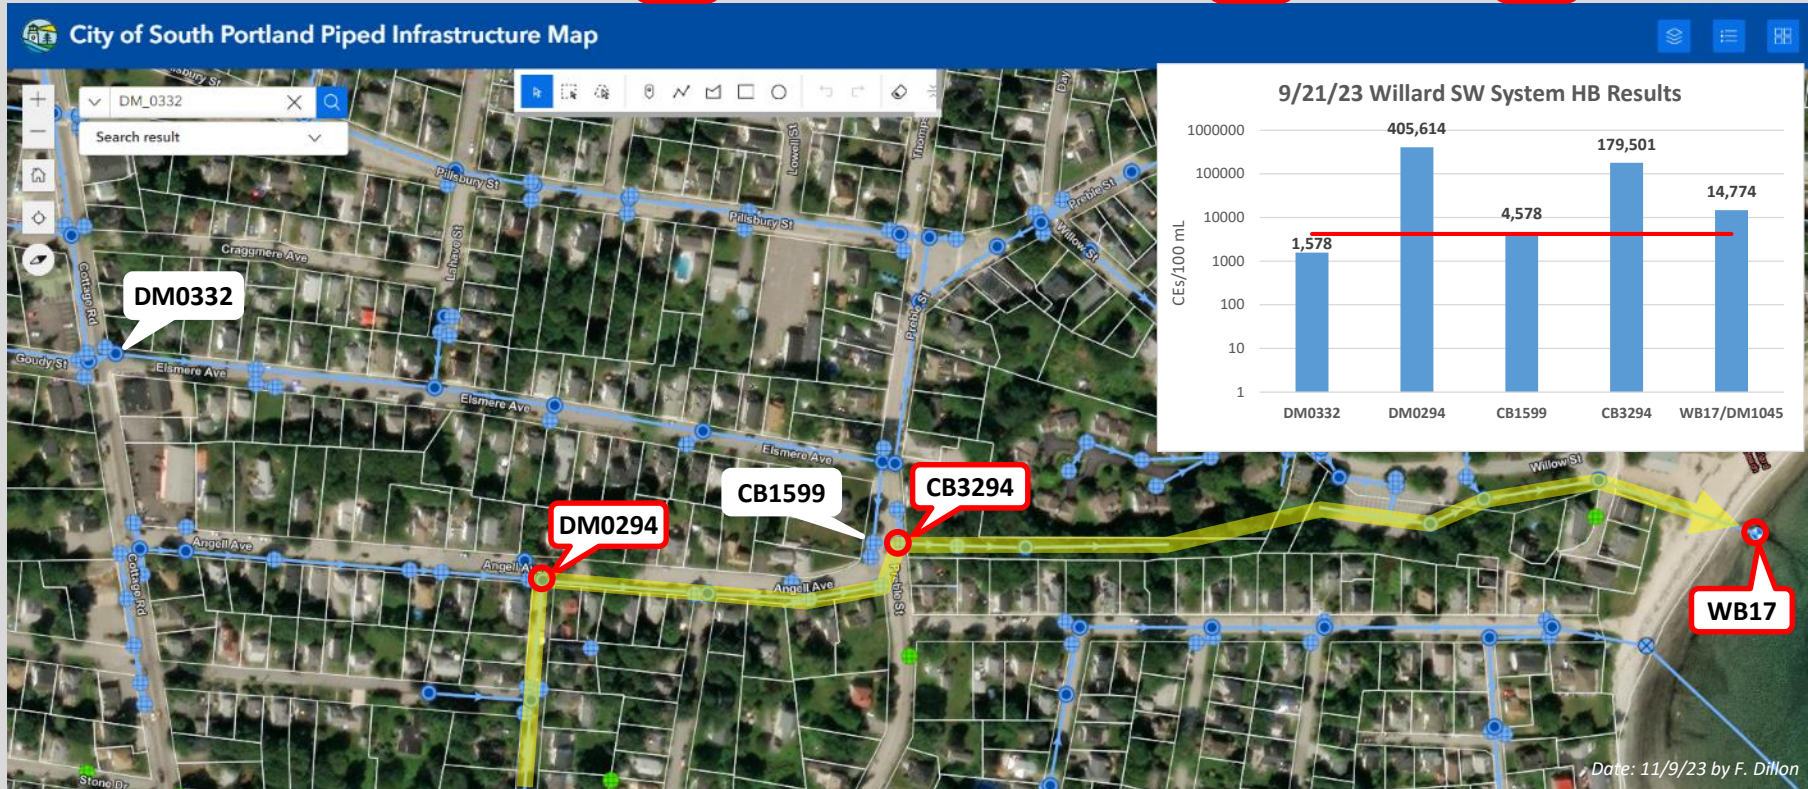 City of South Portland Piped Infrastructure Map
DM_0332
Search result
9/21/23 Willard SW System HB Results
CEs/100 mL
1000000
100000
10000
1000
100
10
1
1,578
405,614
4,578
179,501
14,774
DM0332
DM0294
CB1599
CB3294
WB17/DM1045
Pillsbury St
Pillsbury St
Lowell St
Preble St
Willow St
Craggmere Ave
Lahave St
Cottage Rd
DM0332
Preble St
Goudy St
Elsmere Ave
Elsmere Ave
Elsmere Ave
Willow St
CB1599
CB3294
DM0294
Angell Ave
Angell Av
Angell Ave
Cottage Rd
Preble St
WB17
Stone Dr
Date: 11/9/23 by F. Dillon